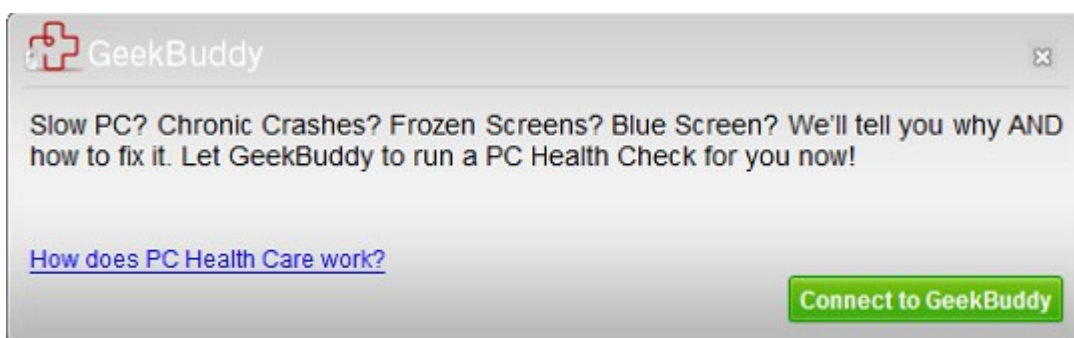 GeekBuddy
Slow PC? Chronic Crashes? Frozen Screens? Blue Screen? We'll tell you why AND
how to fix it. Let GeekBuddy to run a PC Health Check for you now!
How does PC Health Care work?
Connect to GeekBuddy